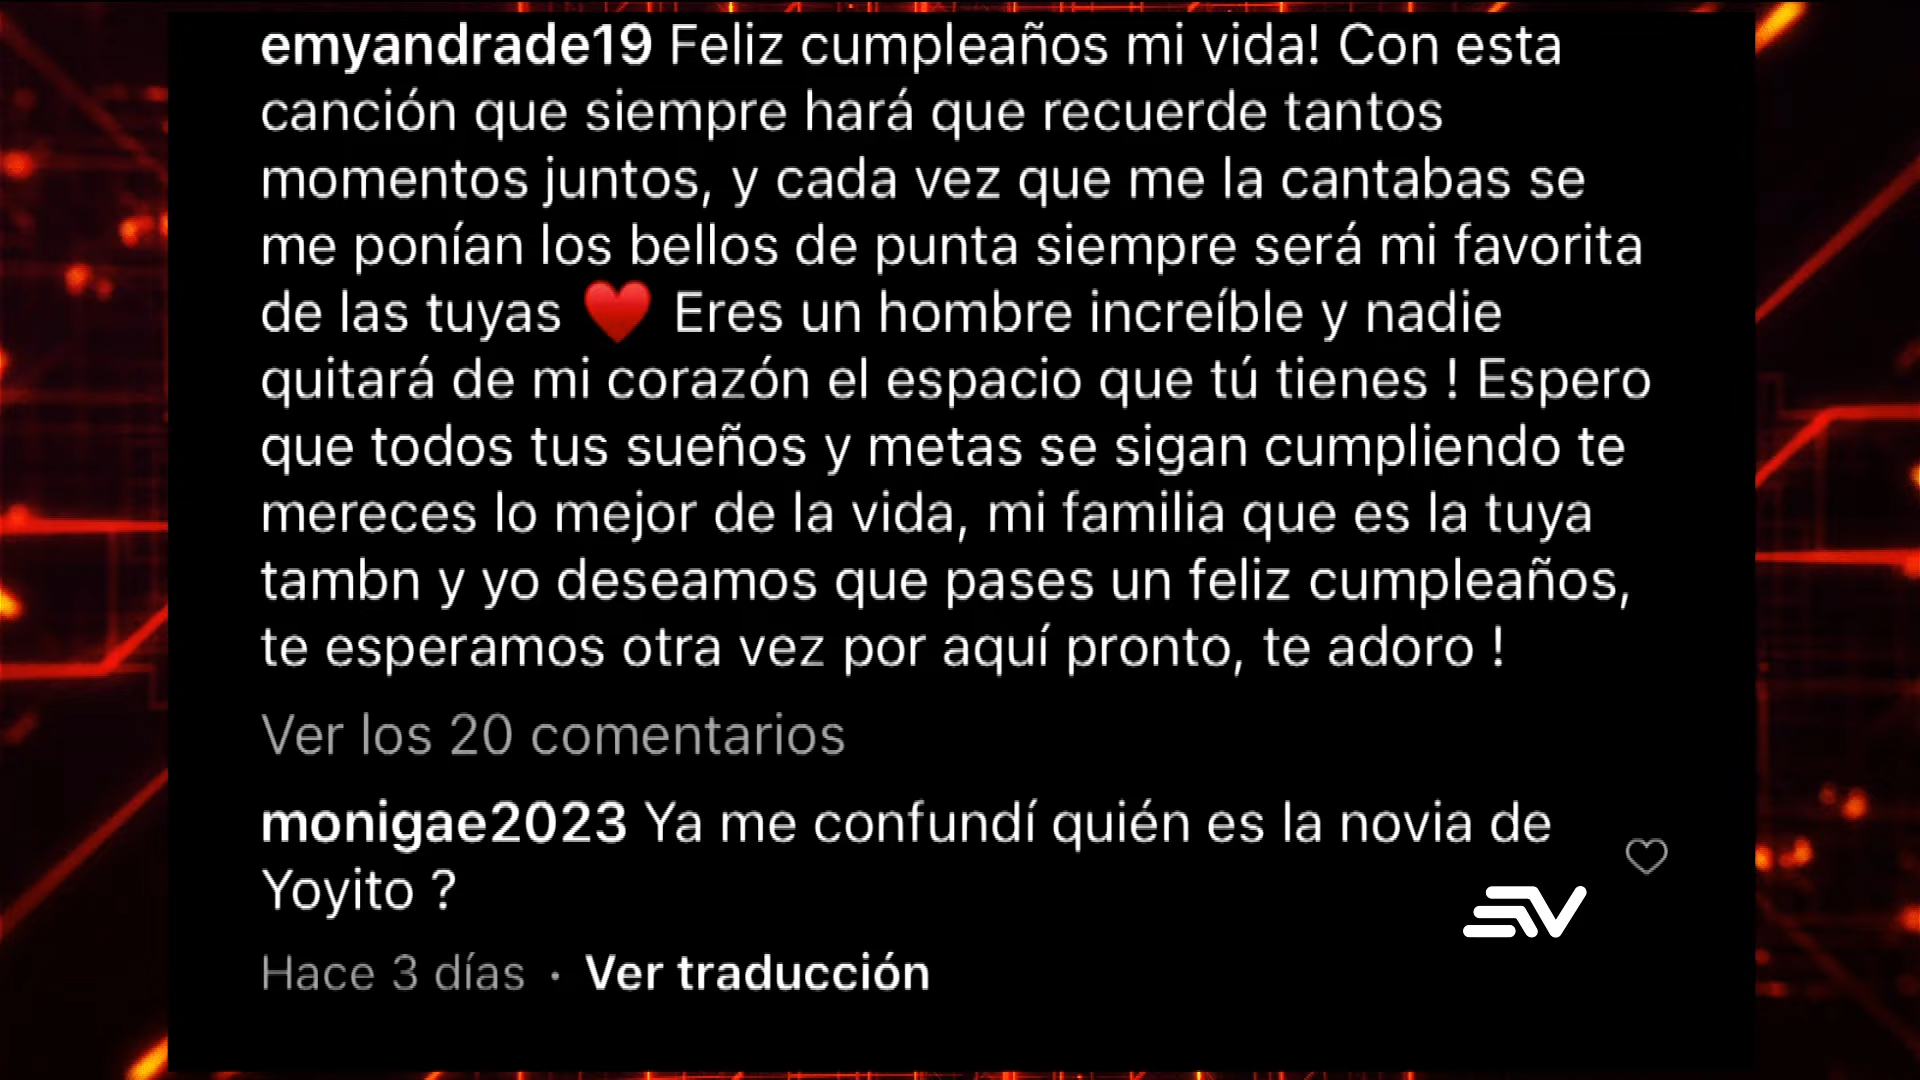 emyandrade19 Feliz cumpleaños mi vida! Con esta
canción que siempre hará que recuerde tantos
momentos juntos, y cada vez que me la cantabas se
me ponían los bellos de punta siempre será mi favorita
de las tuyas ♥️ Eres un hombre increíble y nadie
quitará de mi corazón el espacio que tú tienes ! Espero
que todos tus sueños y metas se sigan cumpliendo te
mereces lo mejor de la vida, mi familia que es la tuya
tambn y yo deseamos que pases un feliz cumpleaños,
te esperamos otra vez por aquí pronto, te adoro !
Ver los 20 comentarios
monigae2023 Ya me confundí quién es la novia de
Yoyito ?
Hace 3 días · Ver traducción